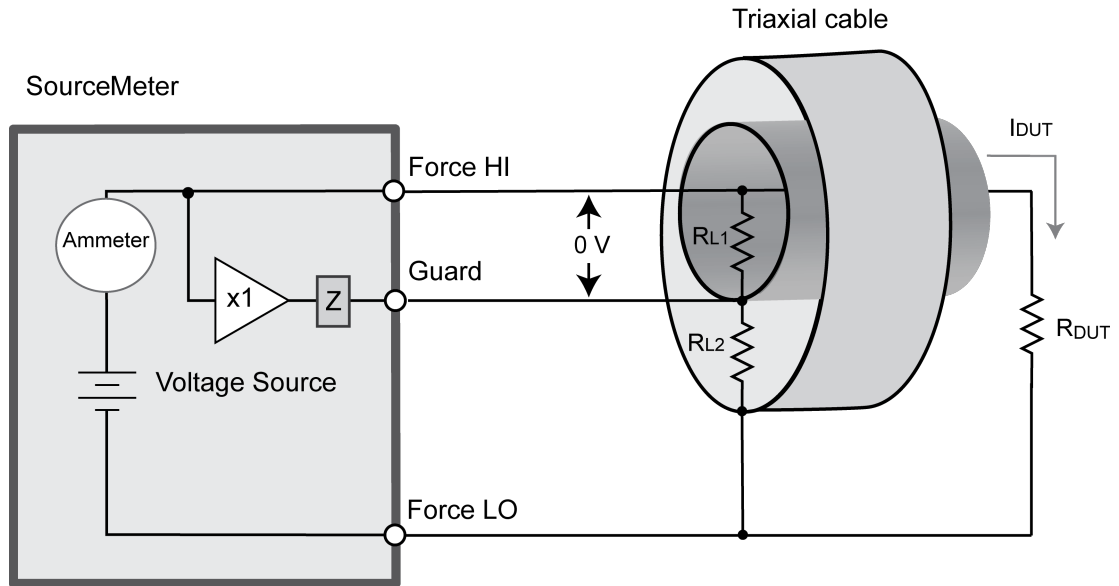 Triaxial cable
SourceMeter
IDUT
Force HI
Ammeter
0 V
RL1
Guard
x1
Z
RDUT
RL2
Voltage Source
Force LO